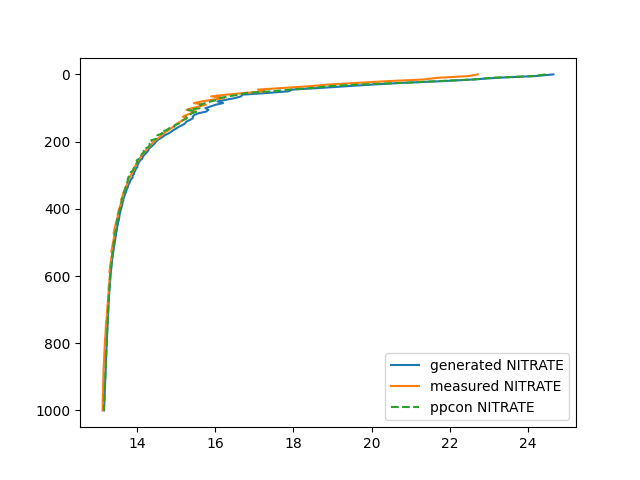 0
200
400
600
800
1000
14 16 18 20 22 24
generated NITRATE
measured NITRATE
ppcon NITRATE